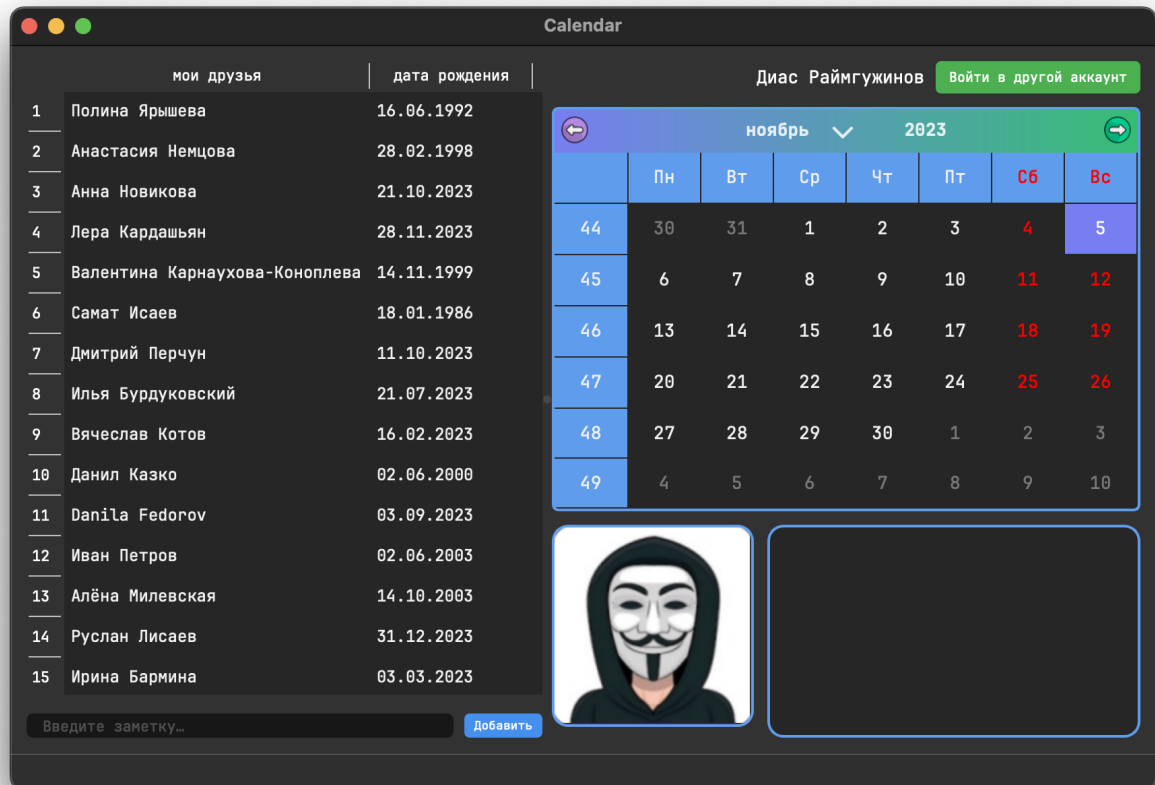 Calendar
мои друзья дата рождения
1 Полина Ярышева 16.06.1992
2 Анастасия Немцова 28.02.1998
3 Анна Новикова 21.10.2023
4 Лера Кардашьян 28.11.2023
5 Валентина Карнаухова-Коноплева 14.11.1999
6 Самат Исаев 18.01.1986
7 Дмитрий Перчун 11.10.2023
8 Илья Бурдуковский 21.07.2023
9 Вячеслав Котов 16.02.2023
10 Данил Казко 02.06.2000
11 Danila Fedorov 03.09.2023
12 Иван Петров 02.06.2003
13 Алёна Милевская 14.10.2003
14 Руслан Лисаев 31.12.2023
15 Ирина Бармина 03.03.2023
Введите заметку… Добавить
Диас Раймгужинов Войти в другой аккаунт
ноябрь 2023
Пн Вт Ср Чт Пт Сб Вс
44 30 31 1 2 3 4 5
45 6 7 8 9 10 11 12
46 13 14 15 16 17 18 19
47 20 21 22 23 24 25 26
48 27 28 29 30 1 2 3
49 4 5 6 7 8 9 10